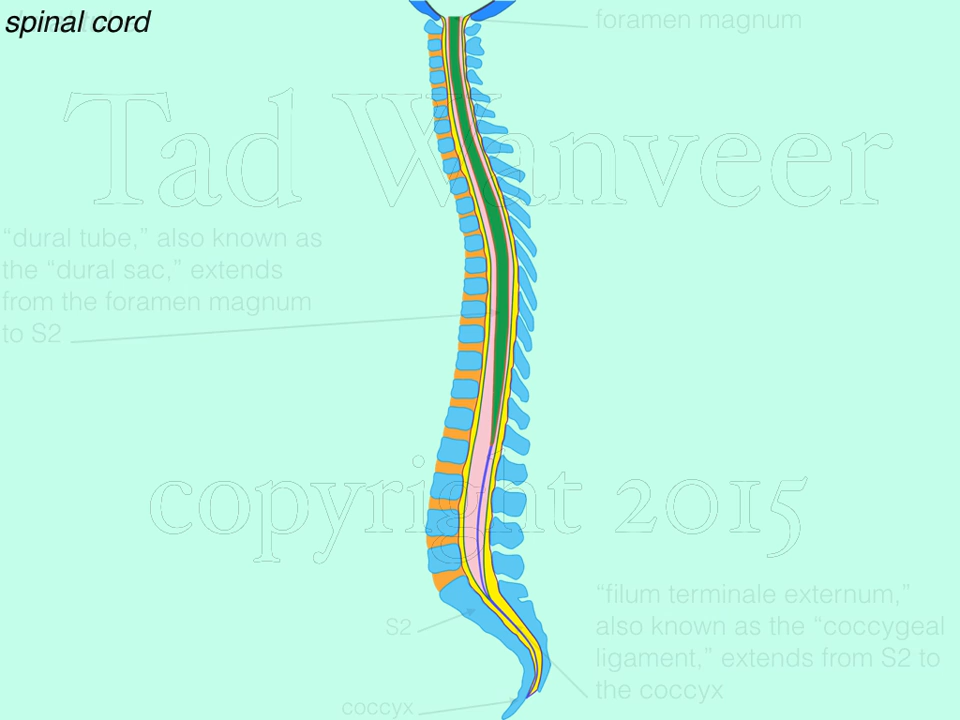 spinal cord
foramen magnum
Tad Wanveer
“dural tube,” also known as
the “dural sac,” extends
from the foramen magnum
to S2
copyright 2015
“filum terminale externum,”
also known as the “coccygeal
ligament,” extends from S2 to
the coccyx
S2
coccyx